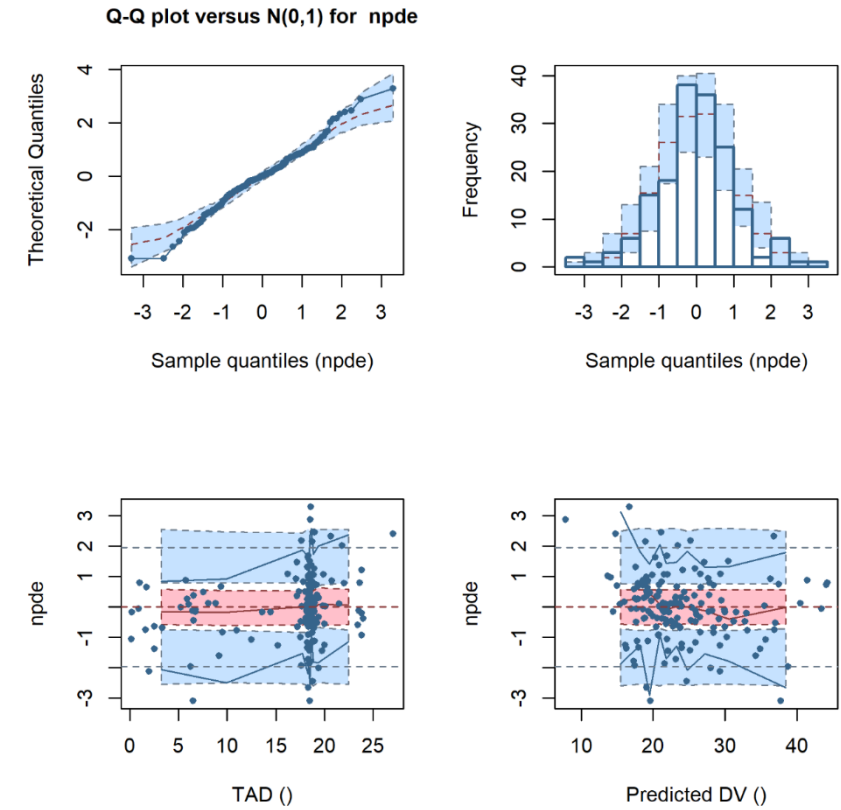 Q-Q plot versus N(0,1) for npde
Theoretical Quantiles
4
2
0
-2
-3 -2 -1 0 1 2 3
Sample quantiles (npde)
Frequency
40
30
20
10
0
-3 -2 -1 0 1 2 3
Sample quantiles (npde)
npde
3
2
1
-1
-3
0 5 10 15 20 25
TAD ()
npde
3
2
1
-1
-3
10 20 30 40
Predicted DV ()